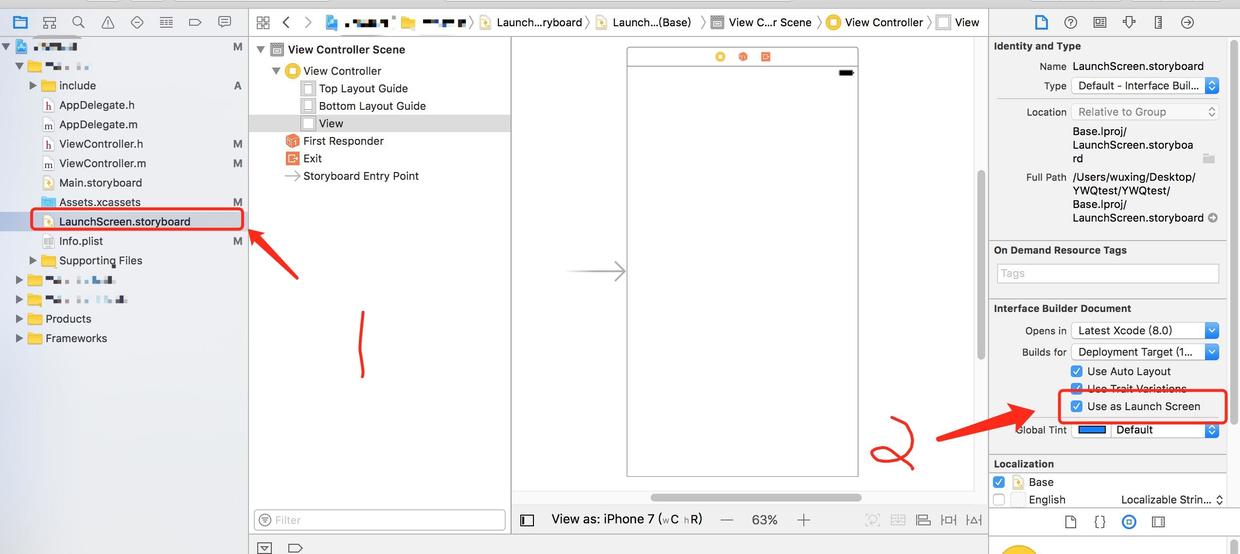 Launch...ryboard
Launch...(Base)
View C...r Scene
View Controller
View
M
include
A
AppDelegate.h
AppDelegate.m
ViewController.h
M
ViewController.m
M
Main.storyboard
Assets.xcassets
M
LaunchScreen.storyboard
Info.plist
M
Supporting Files
Products
Frameworks
View Controller Scene
View Controller
Top Layout Guide
Bottom Layout Guide
View
First Responder
Exit
Storyboard Entry Point
Filter
1
2
View as: iPhone 7 (wC hR)
63%
Identity and Type
Name LaunchScreen.storyboard
Type Default - Interface Buil...
Location Relative to Group
Base.lproj/
LaunchScreen.storyboa
rd
Full Path /Users/wuxing/Desktop/
YWQtest/YWQtest/
Base.lproj/
LaunchScreen.storyboard
On Demand Resource Tags
Tags
Interface Builder Document
Opens in Latest Xcode (8.0)
Builds for Deployment Target (1...
Use Auto Layout
Use Trait Variations
Use as Launch Screen
Global Tint Default
Localization
Base
English Localizable Strin...